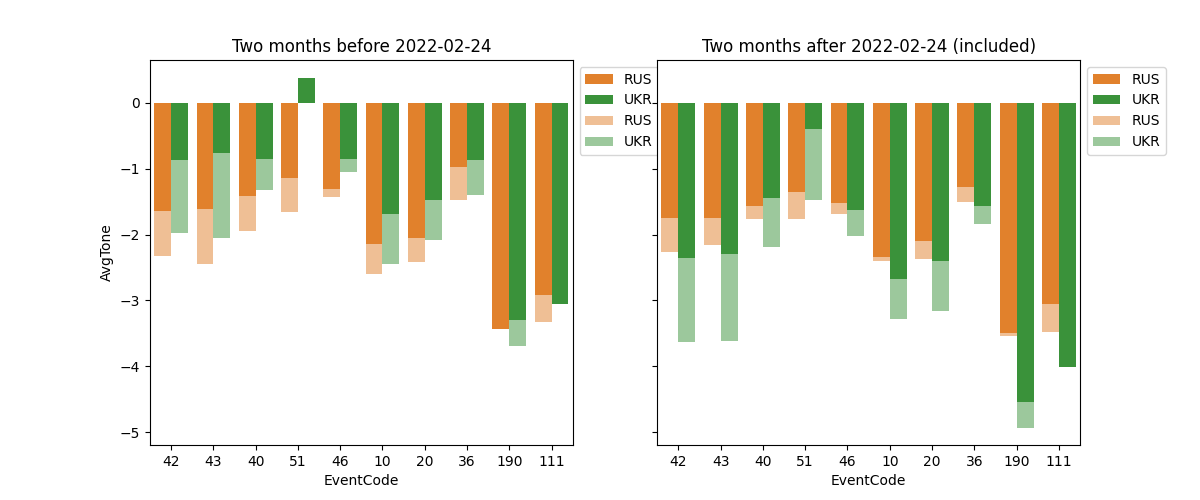 Two months before 2022-02-24
Two months after 2022-02-24 (included)
AvgTone
0
−1
−2
−3
−4
−5
RUS
UKR
RUS
UKR
RUS
UKR
RUS
UKR
42 43 40 51 46 10 20 36 190 111
EventCode
42 43 40 51 46 10 20 36 190 111
EventCode